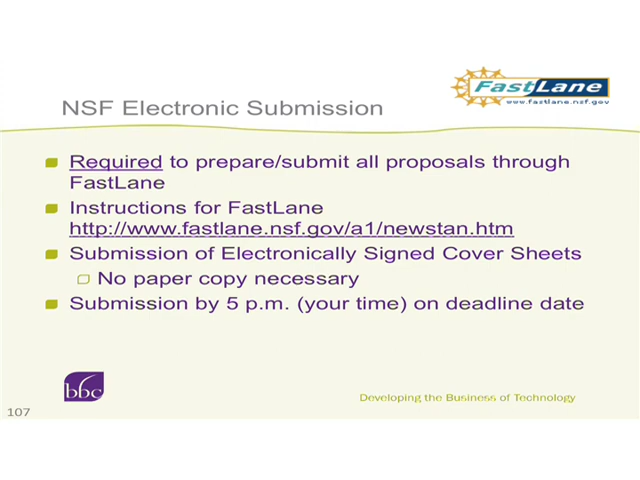 FastLane
www.fastlane.nsf.gov
NSF Electronic Submission
Required to prepare/submit all proposals through
FastLane
Instructions for FastLane
http://www.fastlane.nsf.gov/a1/newstan.htm
Submission of Electronically Signed Cover Sheets
No paper copy necessary
Submission by 5 p.m. (your time) on deadline date
bbc
Developing the Business of Technology
107